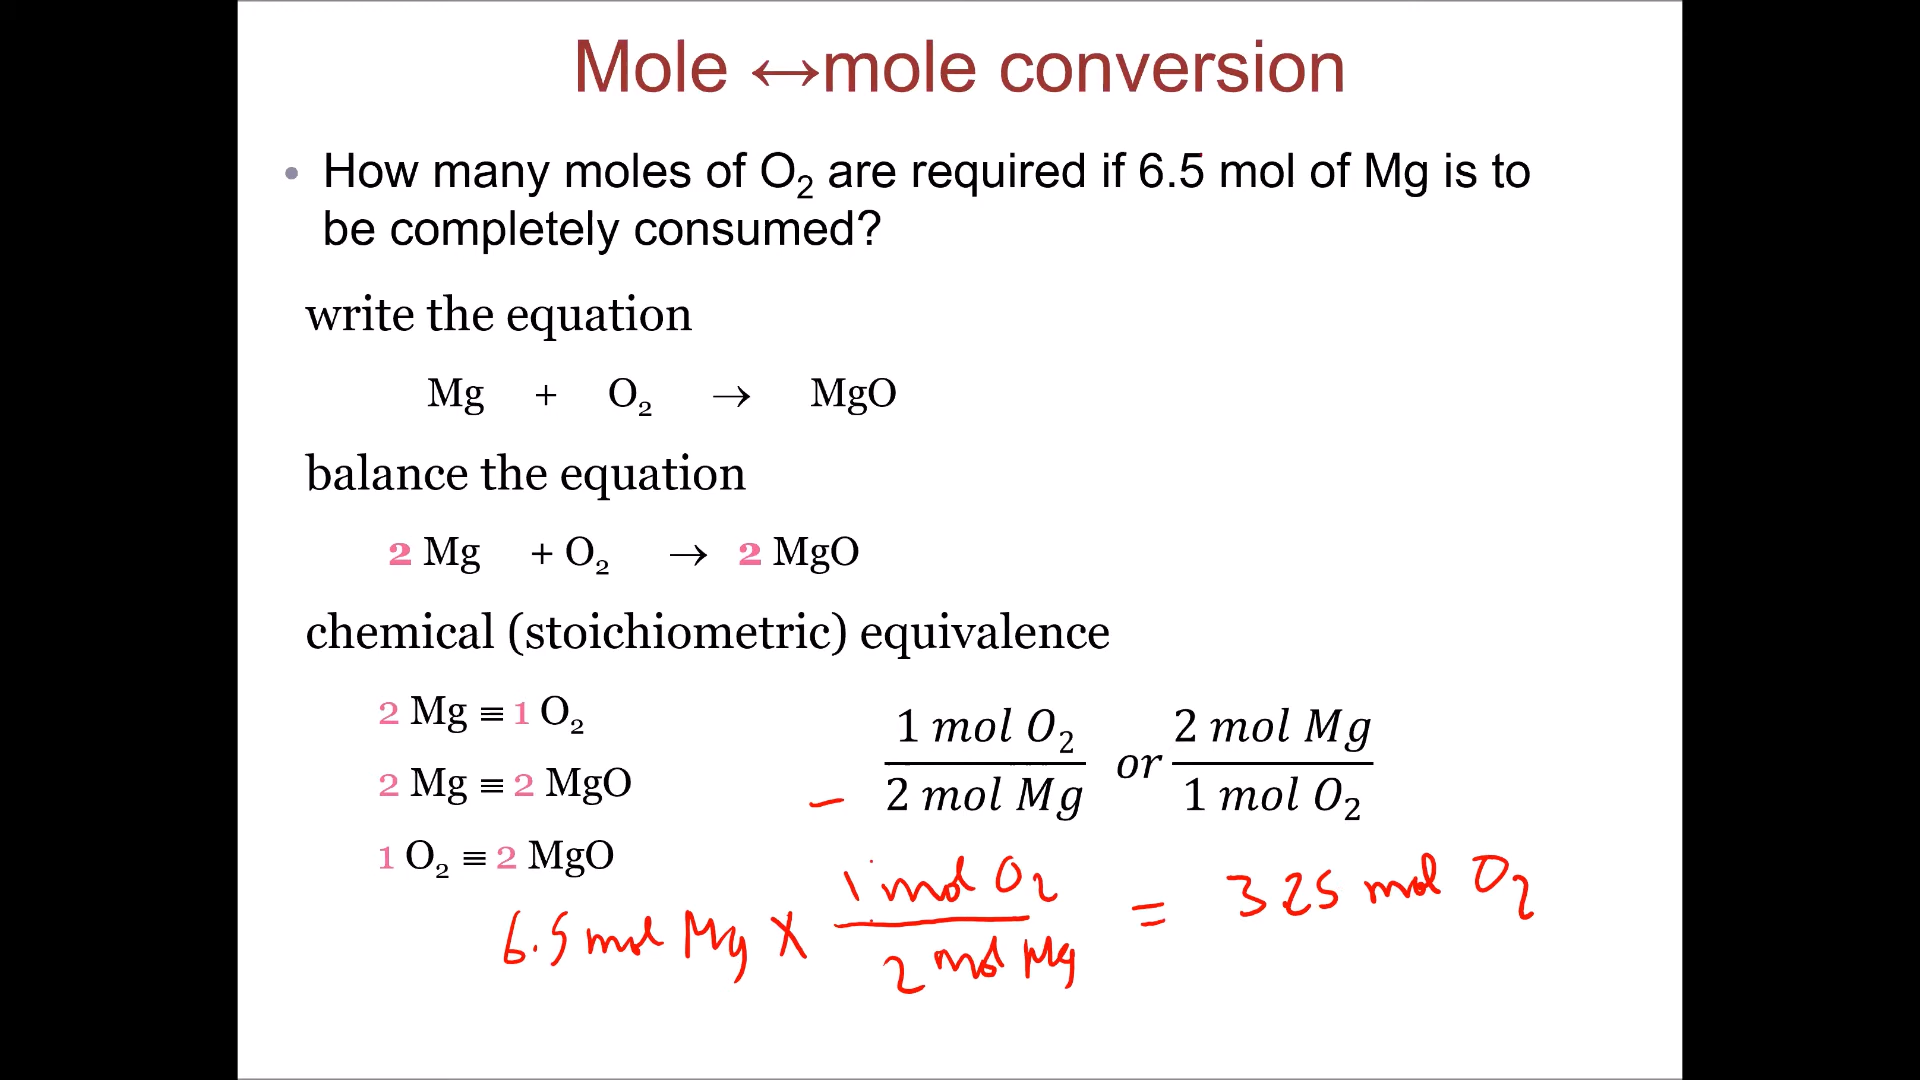 Mole ↔mole conversion
• How many moles of O₂ are required if 6.5 mol of Mg is to
be completely consumed?
write the equation
Mg + O₂ → MgO
balance the equation
2 Mg + O₂ → 2 MgO
chemical (stoichiometric) equivalence
2 Mg ≡ 1 O₂
2 Mg ≡ 2 MgO
1 O₂ ≡ 2 MgO
1 mol O₂ / 2 mol Mg or 2 mol Mg / 1 mol O₂
6.5 mol Mg × 1 mol O₂ / 2 mol Mg = 325 mol O₂